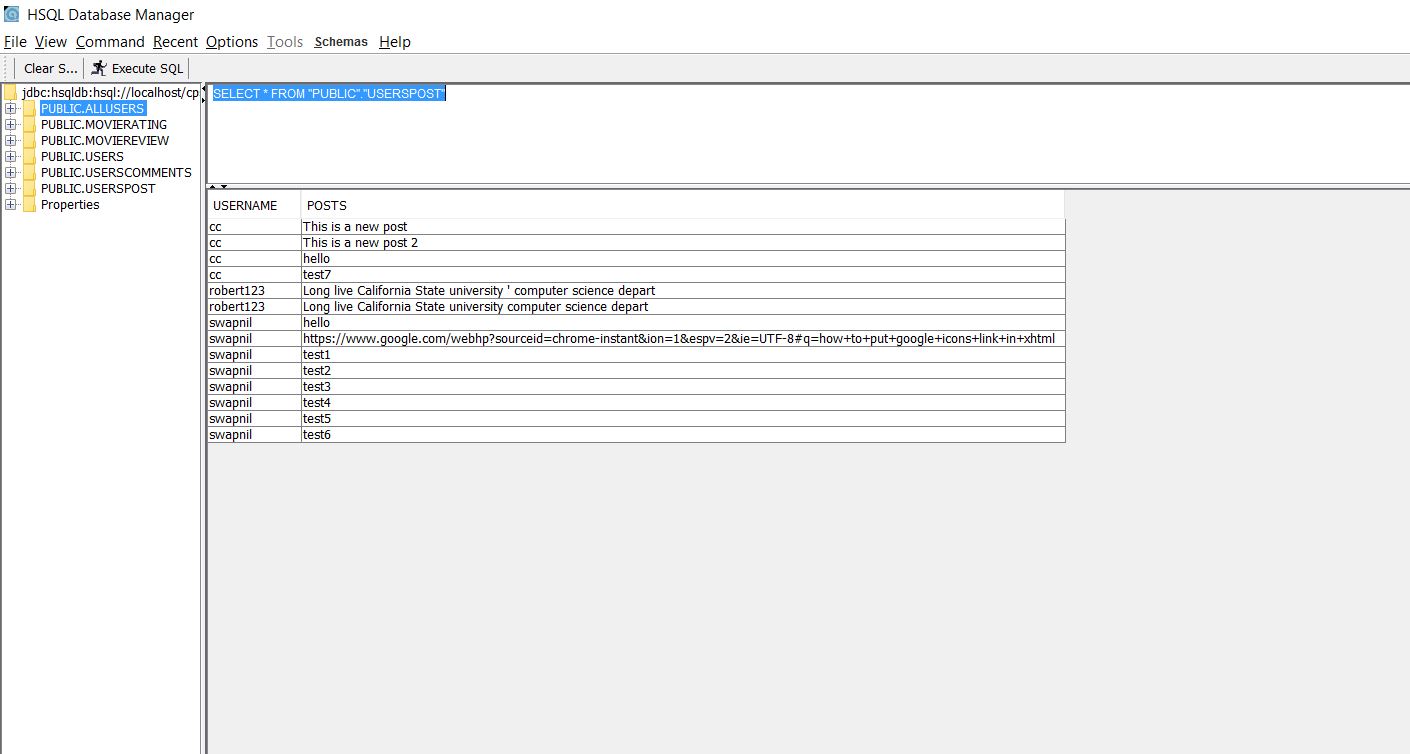 HSQL Database Manager
File View Command Recent Options Tools Schemas Help
Clear S... Execute SQL
jdbc:hsqldb:hsql://localhost/cp
PUBLIC.ALLUSERS
PUBLIC.MOVIERATING
PUBLIC.MOVIEREVIEW
PUBLIC.USERS
PUBLIC.USERSCOMMENTS
PUBLIC.USERSPOST
Properties
SELECT * FROM "PUBLIC"."USERSPOST"
USERNAME POSTS
cc This is a new post
cc This is a new post 2
cc hello
cc test7
robert123 Long live California State university ' computer science depart
robert123 Long live California State university computer science depart
swapnil hello
swapnil https://www.google.com/webhp?sourceid=chrome-instant&ion=1&espv=2&ie=UTF-8#q=how+to+put+google+icons+link+in+xhtml
swapnil test1
swapnil test2
swapnil test3
swapnil test4
swapnil test5
swapnil test6